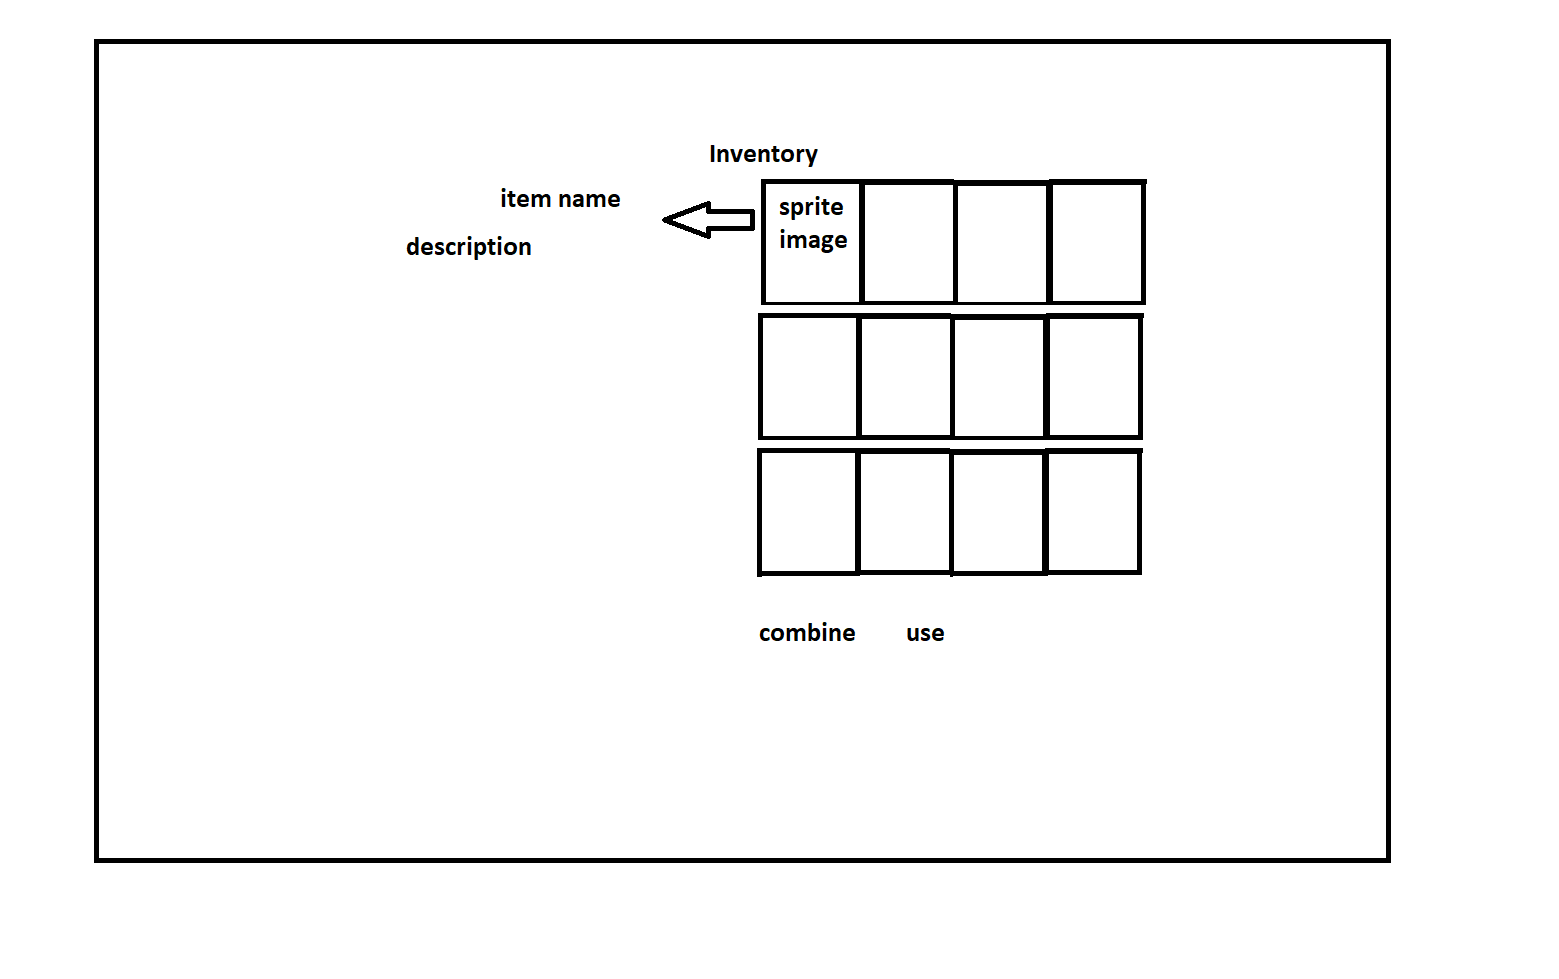 Inventory
item name
description
sprite
image
combine
use